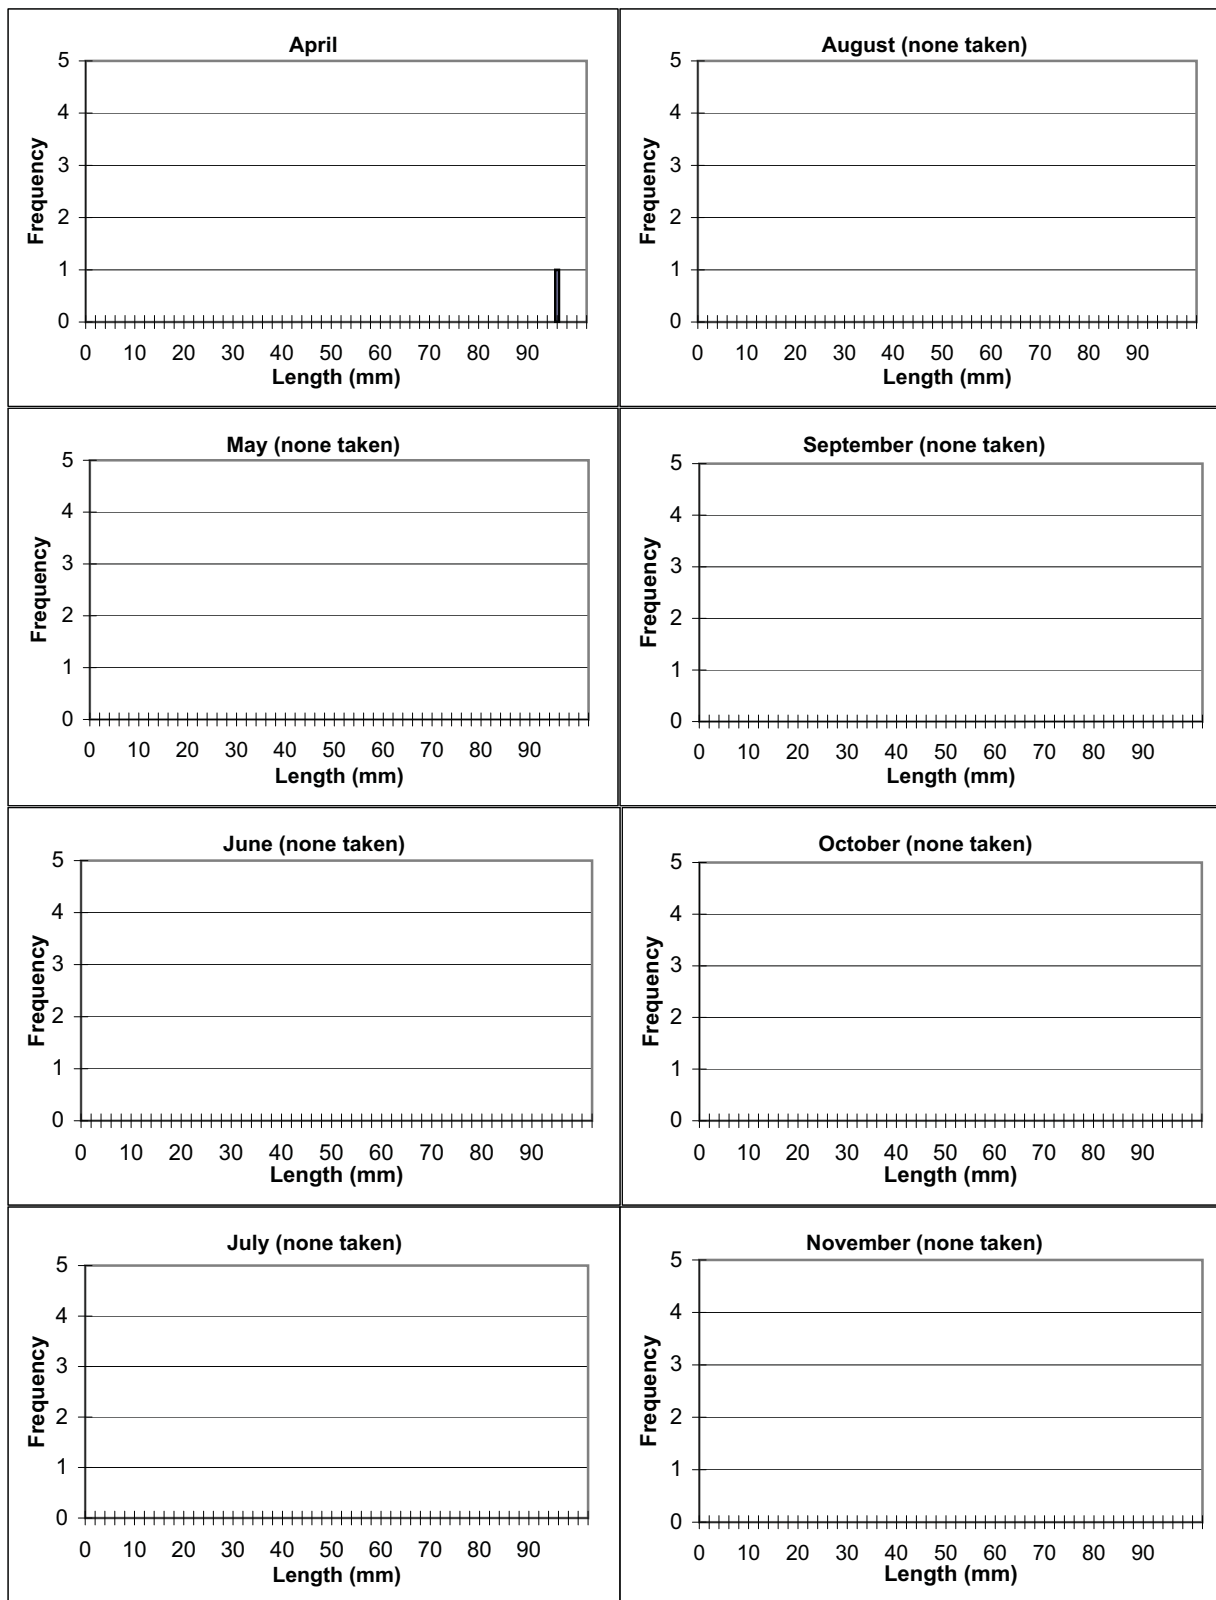 April
5
4
3
2
1
0
Frequency
0 10 20 30 40 50 60 70 80 90
Length (mm)
August (none taken)
5
4
3
2
1
0
Frequency
0 10 20 30 40 50 60 70 80 90
Length (mm)
May (none taken)
5
4
3
2
1
0
Frequency
0 10 20 30 40 50 60 70 80 90
Length (mm)
September (none taken)
5
4
3
2
1
0
Frequency
0 10 20 30 40 50 60 70 80 90
Length (mm)
June (none taken)
5
4
3
2
1
0
Frequency
0 10 20 30 40 50 60 70 80 90
Length (mm)
October (none taken)
5
4
3
2
1
0
Frequency
0 10 20 30 40 50 60 70 80 90
Length (mm)
July (none taken)
5
4
3
2
1
0
Frequency
0 10 20 30 40 50 60 70 80 90
Length (mm)
November (none taken)
5
4
3
2
1
0
Frequency
0 10 20 30 40 50 60 70 80 90
Length (mm)